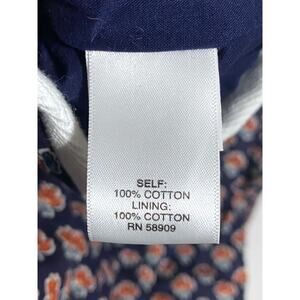 SELF:
100% COTTON
LINING:
100% COTTON
RN 58909